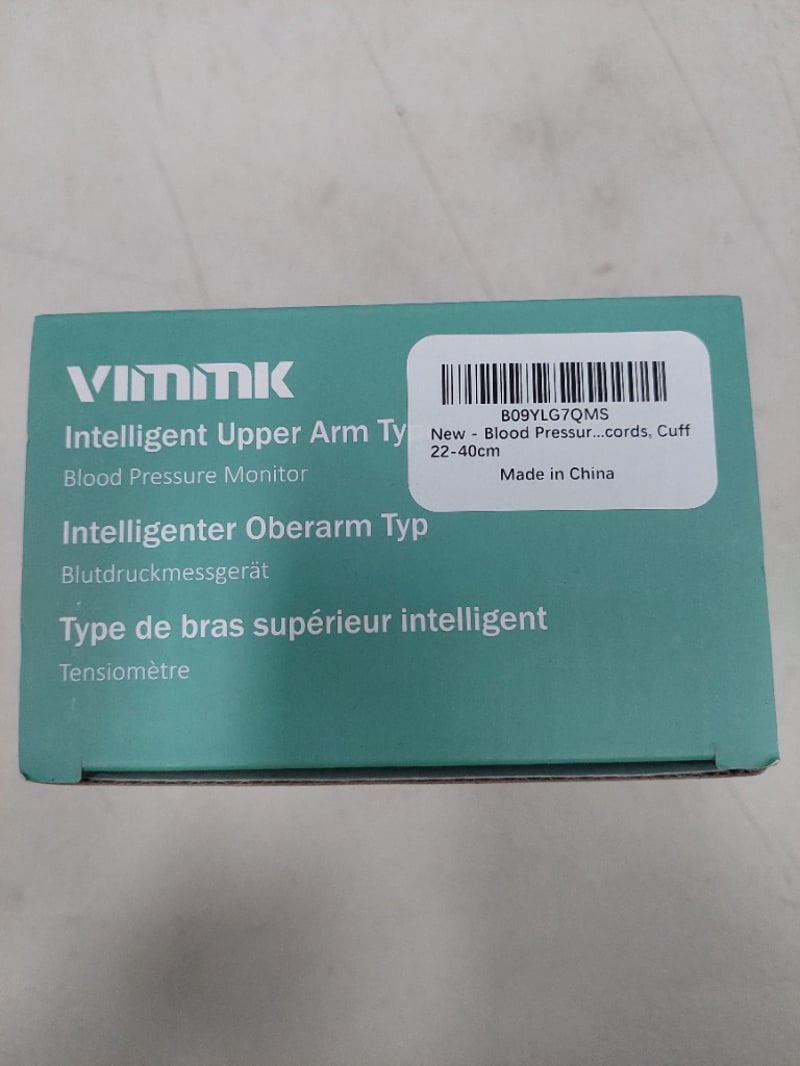 VIMMK
Intelligent Upper Arm Typ
Blood Pressure Monitor
Intelligenter Oberarm Typ
Blutdruckmessgerät
Type de bras supérieur intelligent
Tensiomètre
B09YLG7QMS
New - Blood Pressur...cords, Cuff
22-40cm
Made in China